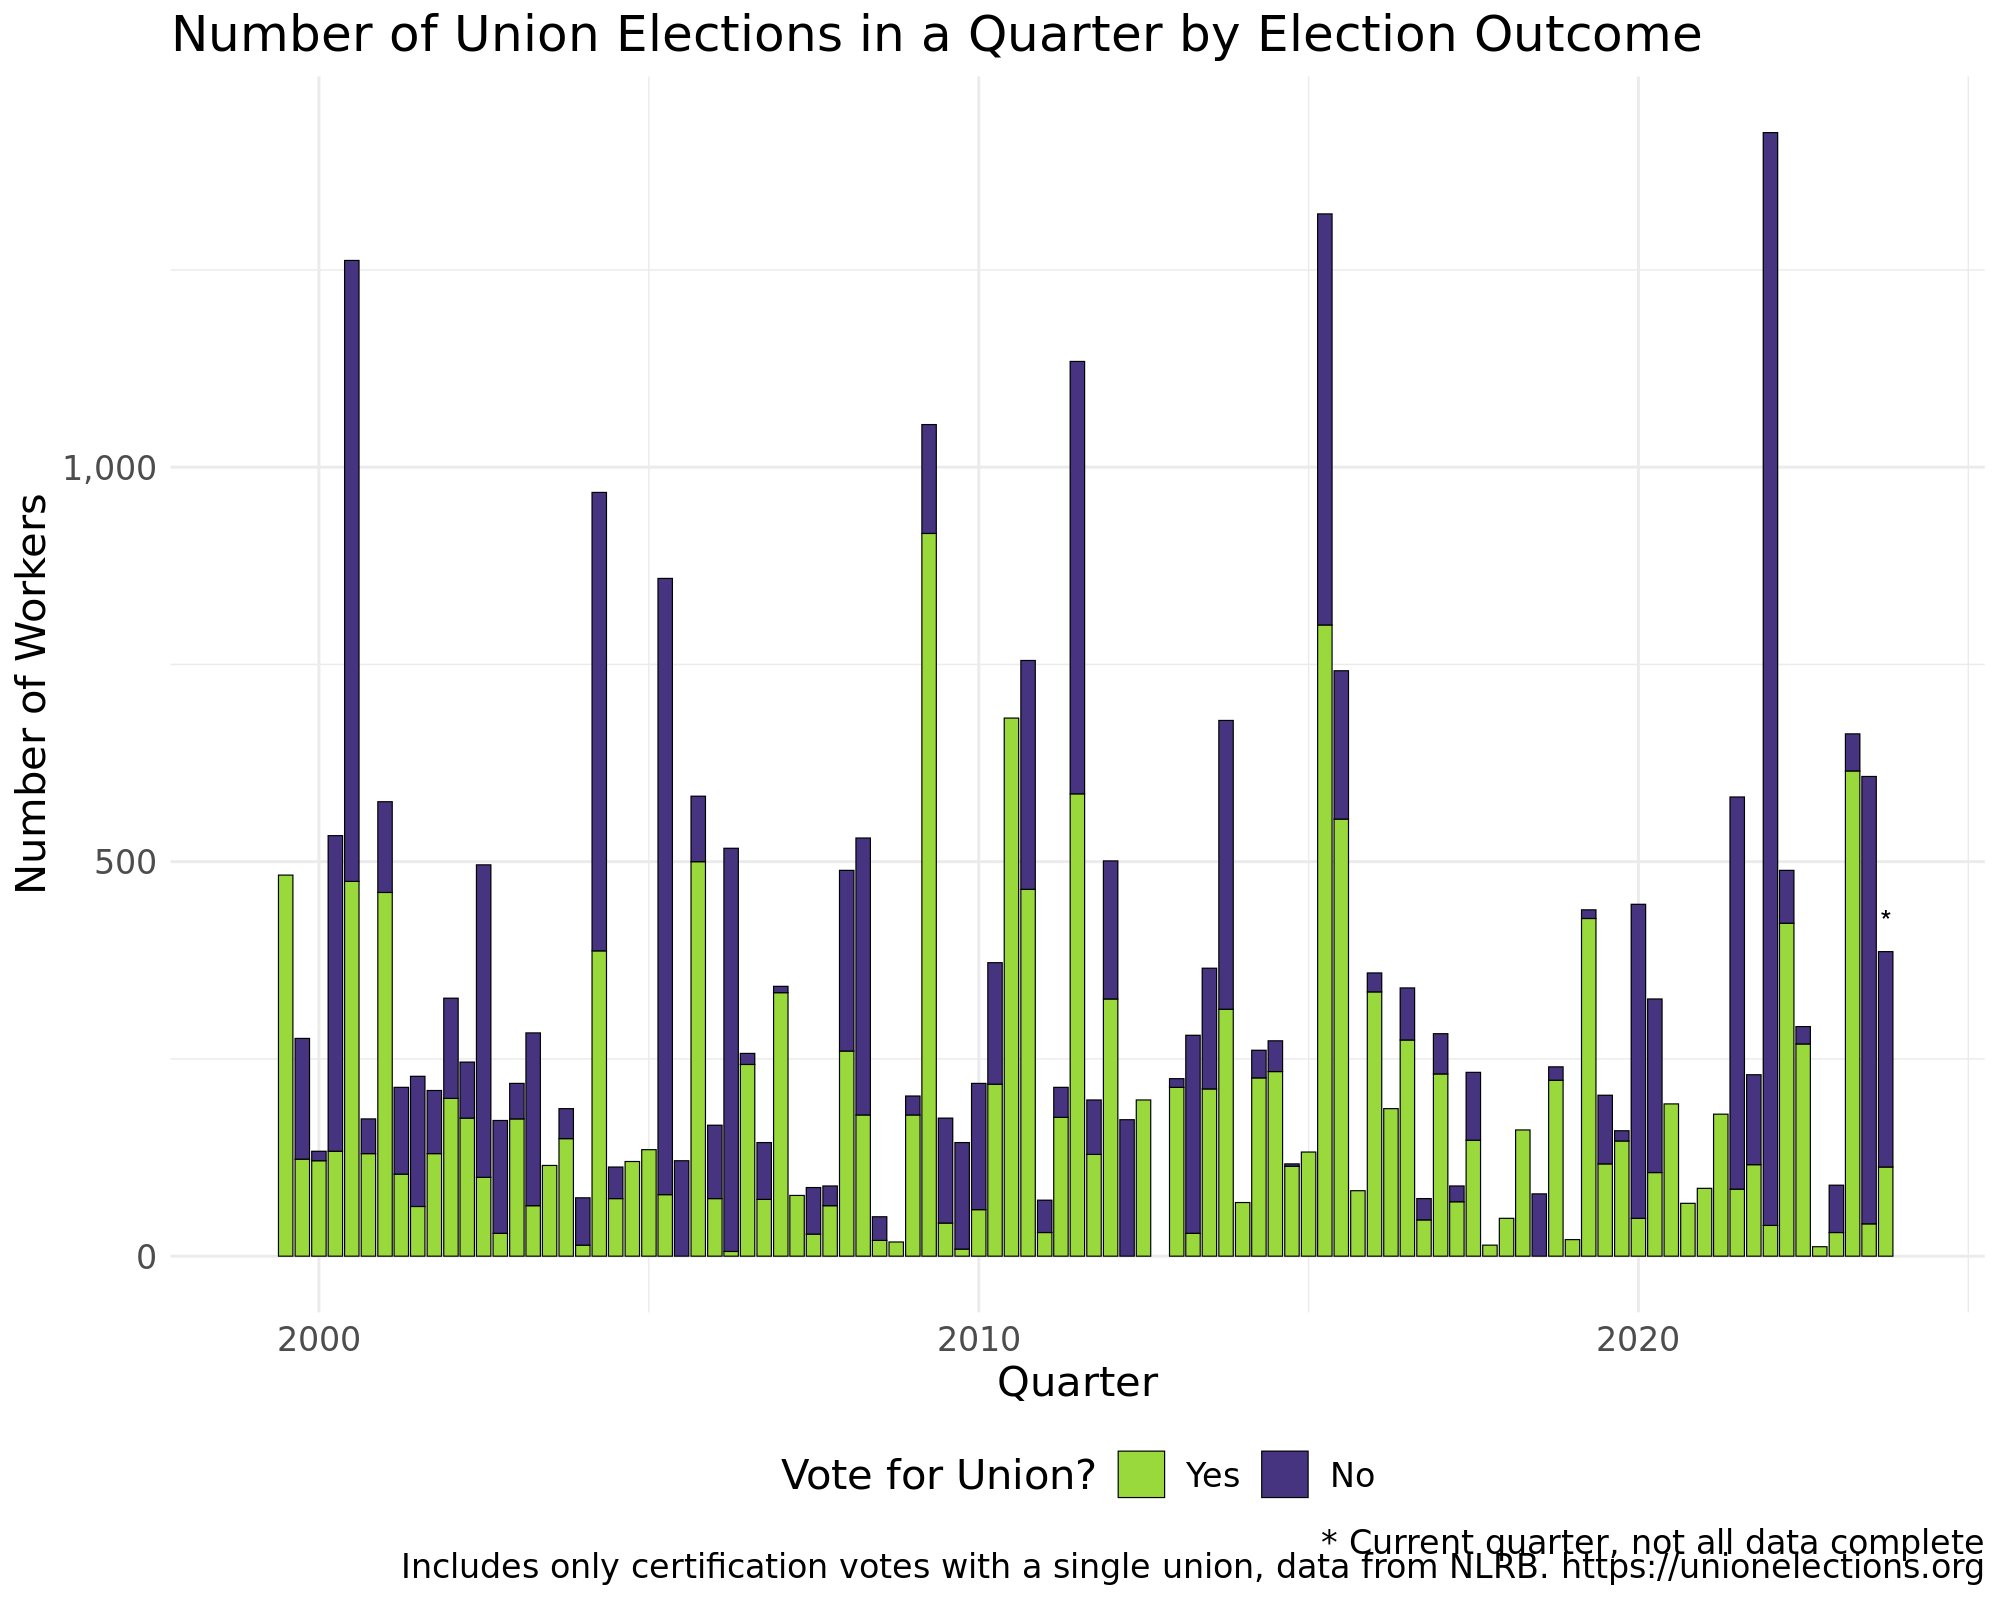 Number of Union Elections in a Quarter by Election Outcome
Number of Workers
1,000
500
0
*
2000
2010
2020
Quarter
Vote for Union?
Yes
No
* Current quarter, not all data complete
Includes only certification votes with a single union, data from NLRB. https://unionelections.org